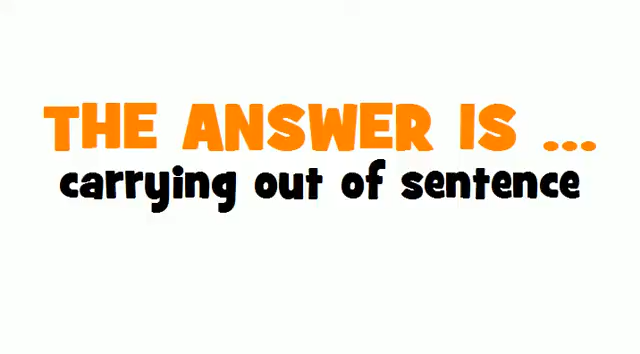 THE ANSWER IS ...
carrying out of sentence